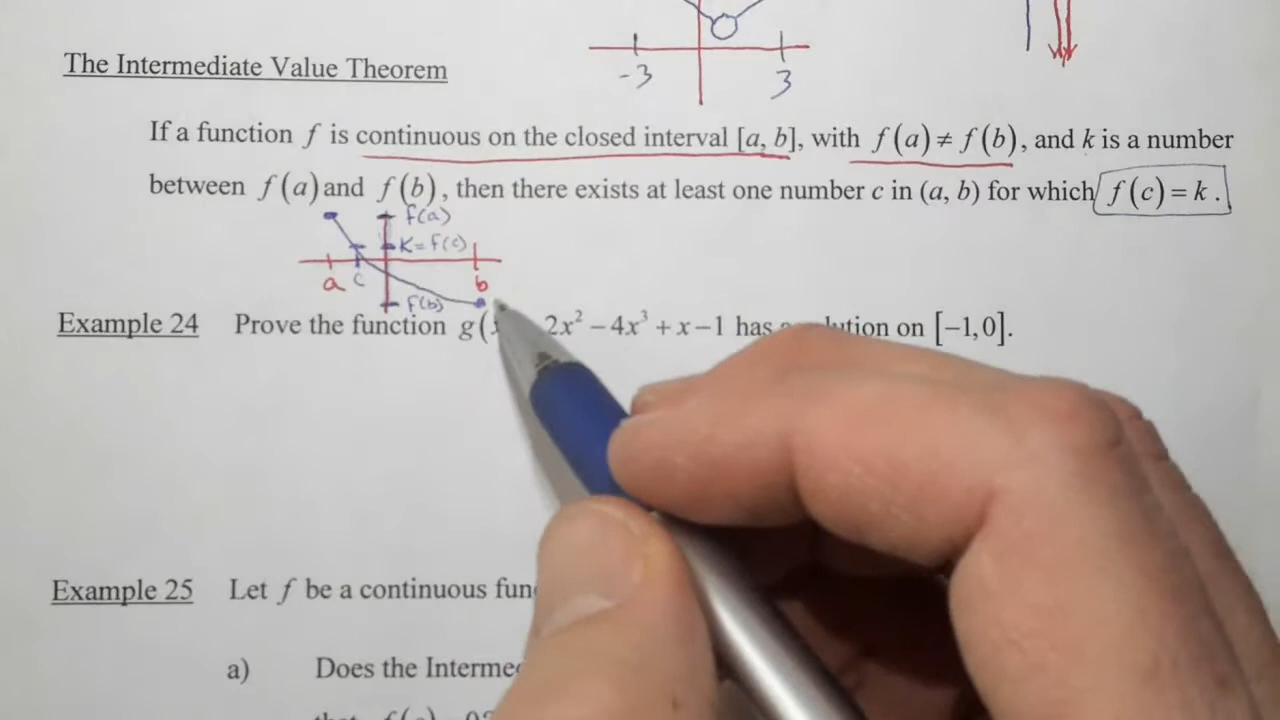 -3 3
The Intermediate Value Theorem
If a function f is continuous on the closed interval [a, b], with f(a) ≠ f(b), and k is a number
between f(a) and f(b), then there exists at least one number c in (a, b) for which f(c) = k.
f(a)
K = f(c)
a c b
f(b)
Example 24 Prove the function g( 2x² − 4x³ + x − 1 has on [−1,0].
Example 25 Let f be a continuous
a) Does the